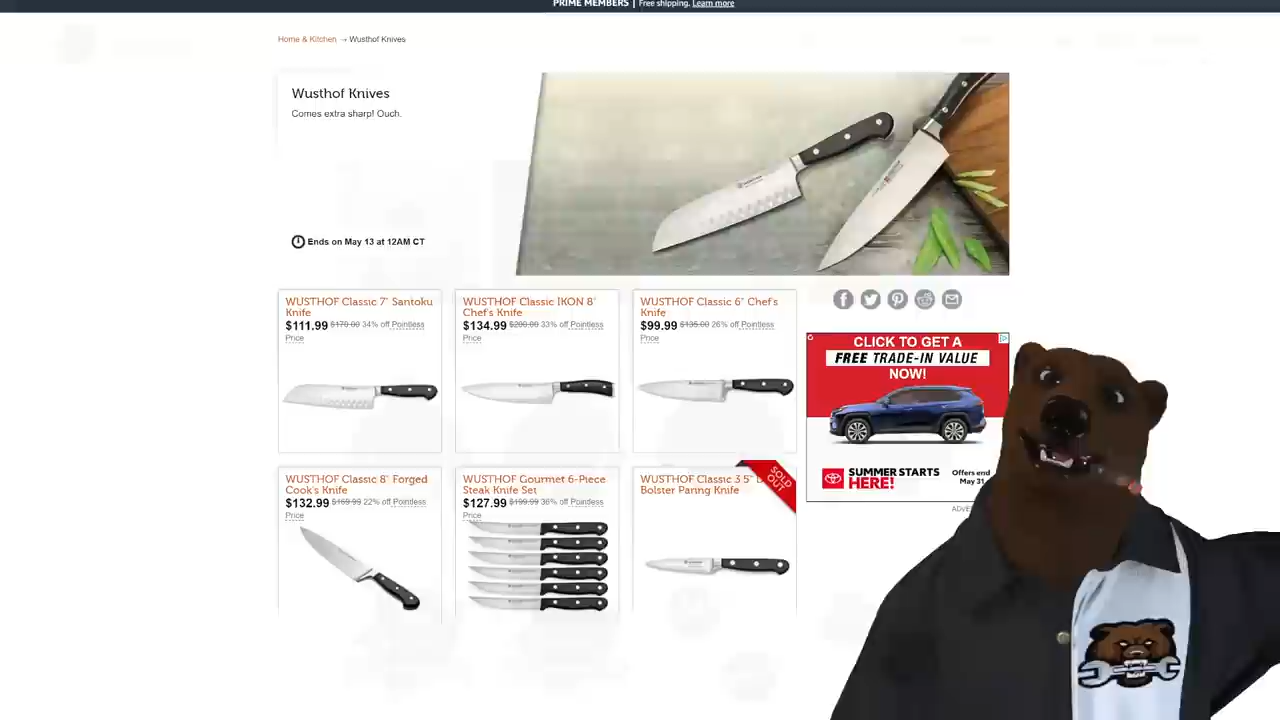 PRIME MEMBERS | Free shipping. Learn more
Home & Kitchen → Wusthof Knives
Wusthof Knives
Comes extra sharp! Ouch.
Ends on May 13 at 12AM CT
WUSTHOF Classic 7" Santoku
Knife
$111.99 $170.00 34% off Pointless
Price
WUSTHOF Classic IKON 8"
Chef's Knife
$134.99 $200.00 33% off Pointless
Price
WUSTHOF Classic 6" Chef's
Knife
$99.99 $135.00 26% off Pointless
Price
CLICK TO GET A
FREE TRADE-IN VALUE
NOW!
SUMMER STARTS
HERE!
Offers end
May 31
WUSTHOF Classic 8" Forged
Cook's Knife
$132.99 $169.99 22% off Pointless
Price
WUSTHOF Gourmet 6-Piece
Steak Knife Set
$127.99 $199.99 36% off Pointless
Price
WUSTHOF Classic 3.5"
Bolster Paring Knife
SOLD
OUT